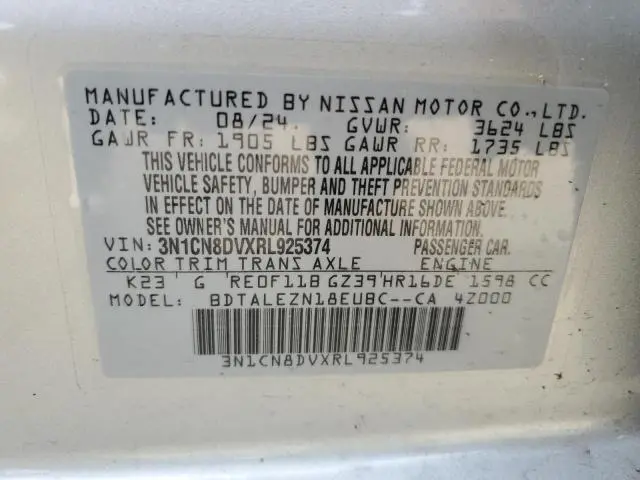 MANUFACTURED BY NISSAN MOTOR CO.,LTD.
DATE: 08/24. GVWR: 3624 LBS
GAWR FR: 1905 LBS GAWR RR: 1735 LBS
THIS VEHICLE CONFORMS TO ALL APPLICABLE FEDERAL MOTOR
VEHICLE SAFETY, BUMPER AND THEFT PREVENTION STANDARDS
IN EFFECT ON THE DATE OF MANUFACTURE SHOWN ABOVE.
SEE OWNER'S MANUAL FOR ADDITIONAL INFORMATION
VIN: 3N1CN8DVXRL925374 PASSENGER CAR.
COLOR TRIM TRANS AXLE ENGINE
K23 G RE0F11B GZ39 HR16DE 1598 CC
MODEL: BDTALEZN18EUBC--CA 4Z000
3N1CN8DVXRL925374